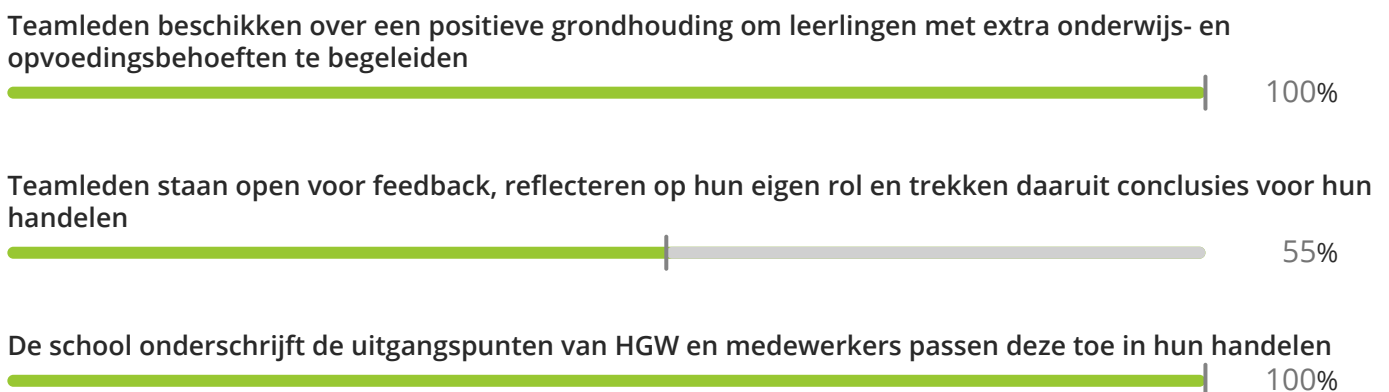 Teamleden beschikken over een positieve grondhouding om leerlingen met extra onderwijs- en
opvoedingsbehoeften te begeleiden
100%
Teamleden staan open voor feedback, reflecteren op hun eigen rol en trekken daaruit conclusies voor hun
handelen
55%
De school onderschrijft de uitgangspunten van HGW en medewerkers passen deze toe in hun handelen
100%